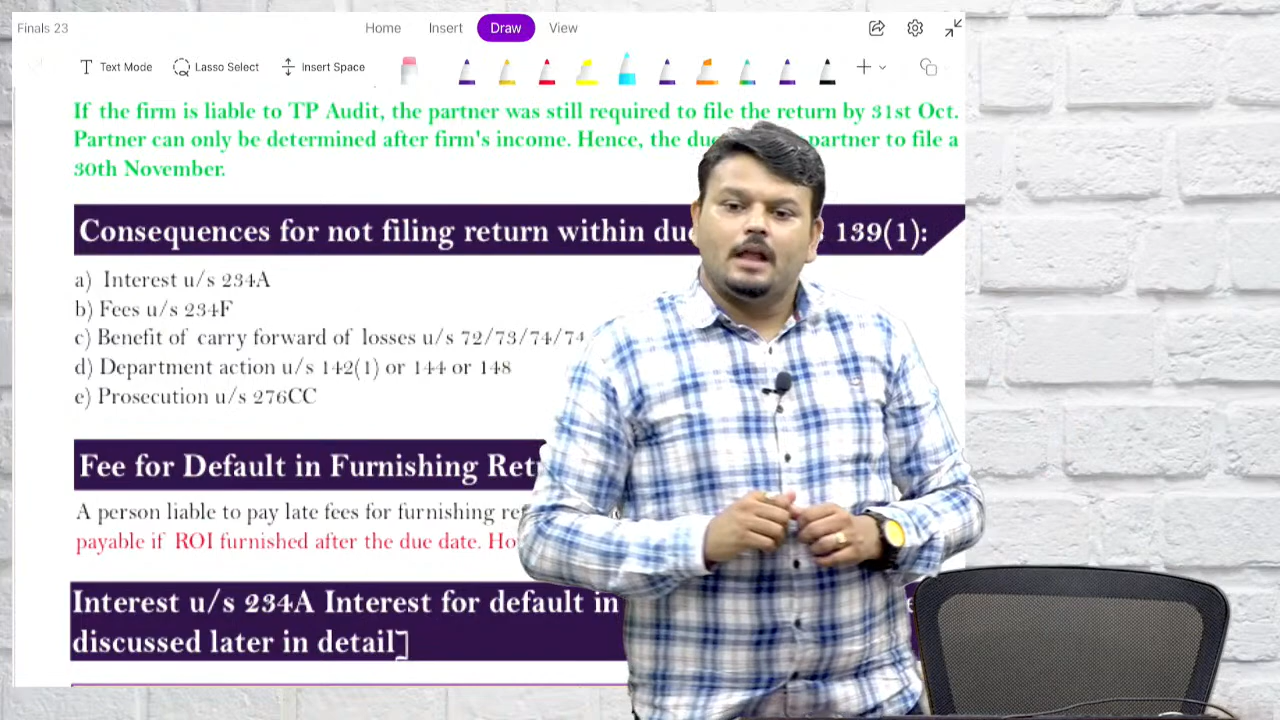 Finals 23
Home Insert Draw View
Text Mode Lasso Select Insert Space
If the firm is liable to TP Audit, the partner was still required to file the return by 31st Oct.
Partner can only be determined after firm's income. Hence, the partner to file a
30th November.
Consequences for not filing return within 139(1):
a) Interest u/s 234A
b) Fees u/s 234F
c) Benefit of carry forward of losses u/s 72/73/74/74
d) Department action u/s 142(1) or 144 or 148
e) Prosecution u/s 276CC
Fee for Default in Furnishing
A person liable to pay late fees for furnishing
payable if ROI furnished after the due date.
Interest u/s 234A Interest for default in
discussed later in detail]